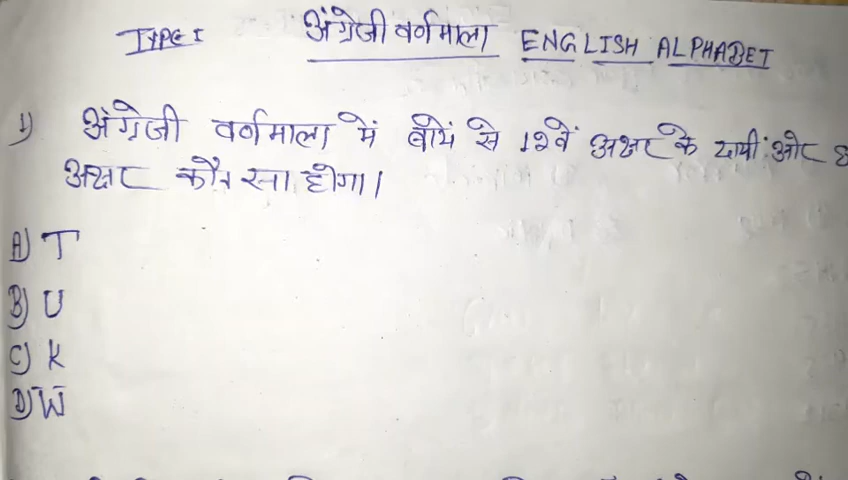 TYPE I अंग्रेजी वर्णमाला ENGLISH ALPHABET
1) अंग्रेजी वर्णमाला में बायें से 12वें अक्षर के दायीं ओर
अक्षर कौन सा होगा।
A) T
B) U
C) K
D) W